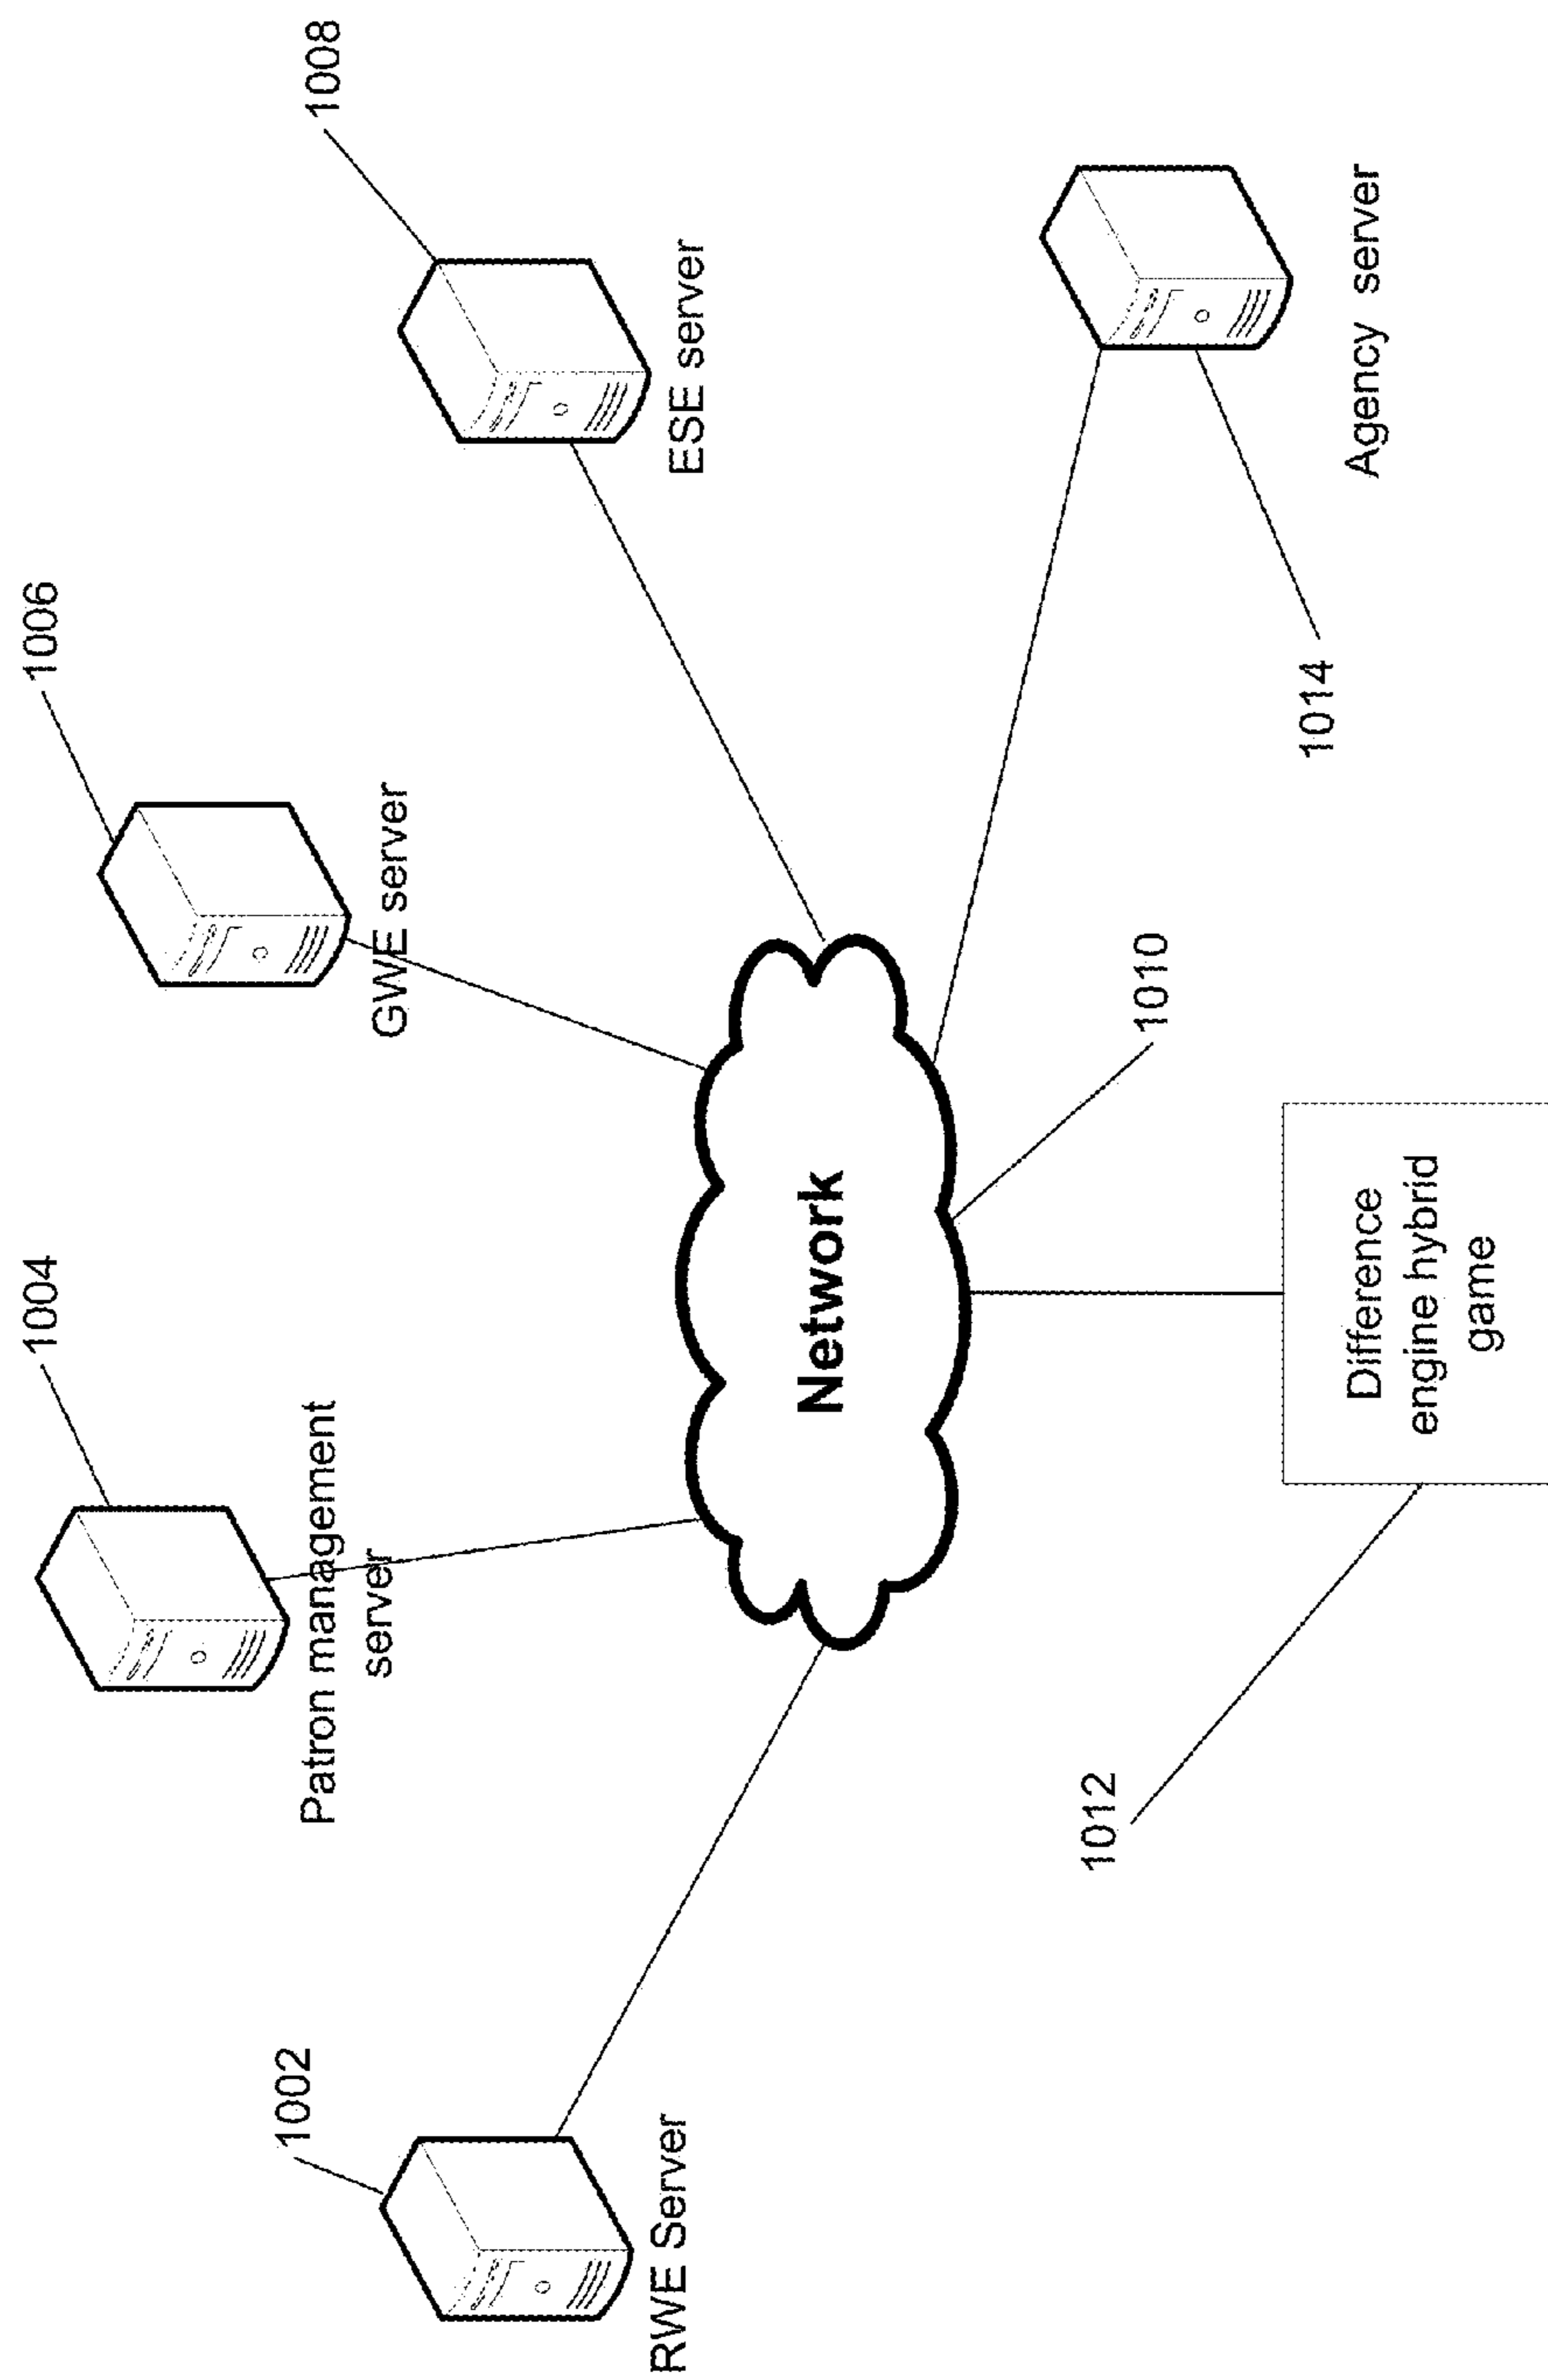 1002
RWE Server
1004
Patron management
server
1006
GWE server
1008
ESE server
Network
1010
1012
Difference
engine hybrid
game
1014
Agency server